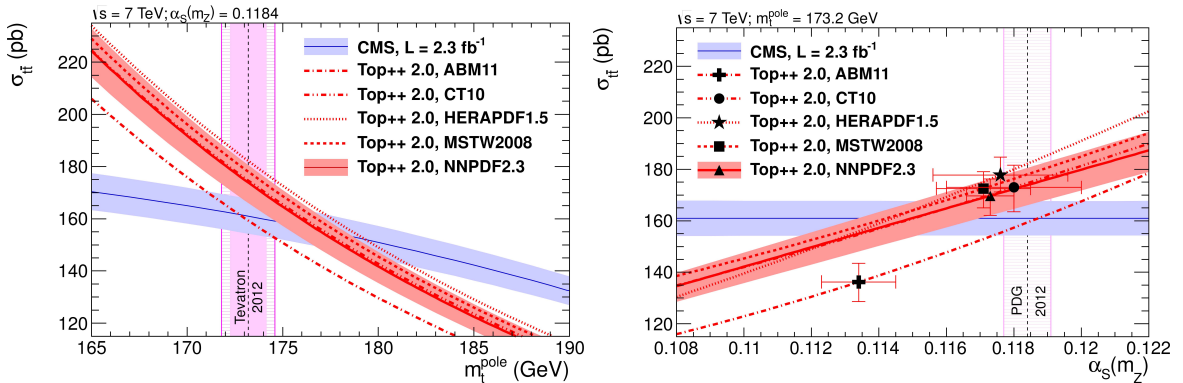 √s = 7 TeV; αS(mZ) = 0.1184
σtt̄ (pb)
220
200
180
160
140
120
165 170 175 180 185 190
mt^pole (GeV)
CMS, L = 2.3 fb⁻¹
Top++ 2.0, ABM11
Top++ 2.0, CT10
Top++ 2.0, HERAPDF1.5
Top++ 2.0, MSTW2008
Top++ 2.0, NNPDF2.3
Tevatron
2012
√s = 7 TeV; mt^pole = 173.2 GeV
σtt̄ (pb)
220
200
180
160
140
120
0.108 0.11 0.112 0.114 0.116 0.118 0.12 0.122
αS(mZ)
CMS, L = 2.3 fb⁻¹
Top++ 2.0, ABM11
Top++ 2.0, CT10
Top++ 2.0, HERAPDF1.5
Top++ 2.0, MSTW2008
Top++ 2.0, NNPDF2.3
PDG
2012